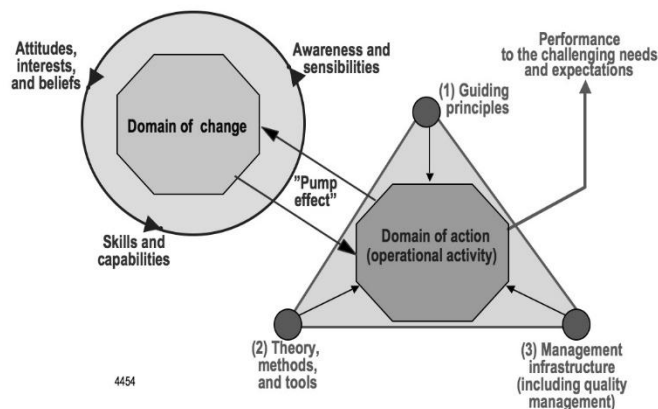 Attitudes,
interests,
and beliefs
Awareness and
sensibilities
Domain of change
Skills and
capabilities
”Pump
effect”
Performance
to the challenging needs
and expectations
(1) Guiding
principles
Domain of action
(operational activity)
(2) Theory,
methods,
and tools
(3) Management
infrastructure
(including quality
management)
4454